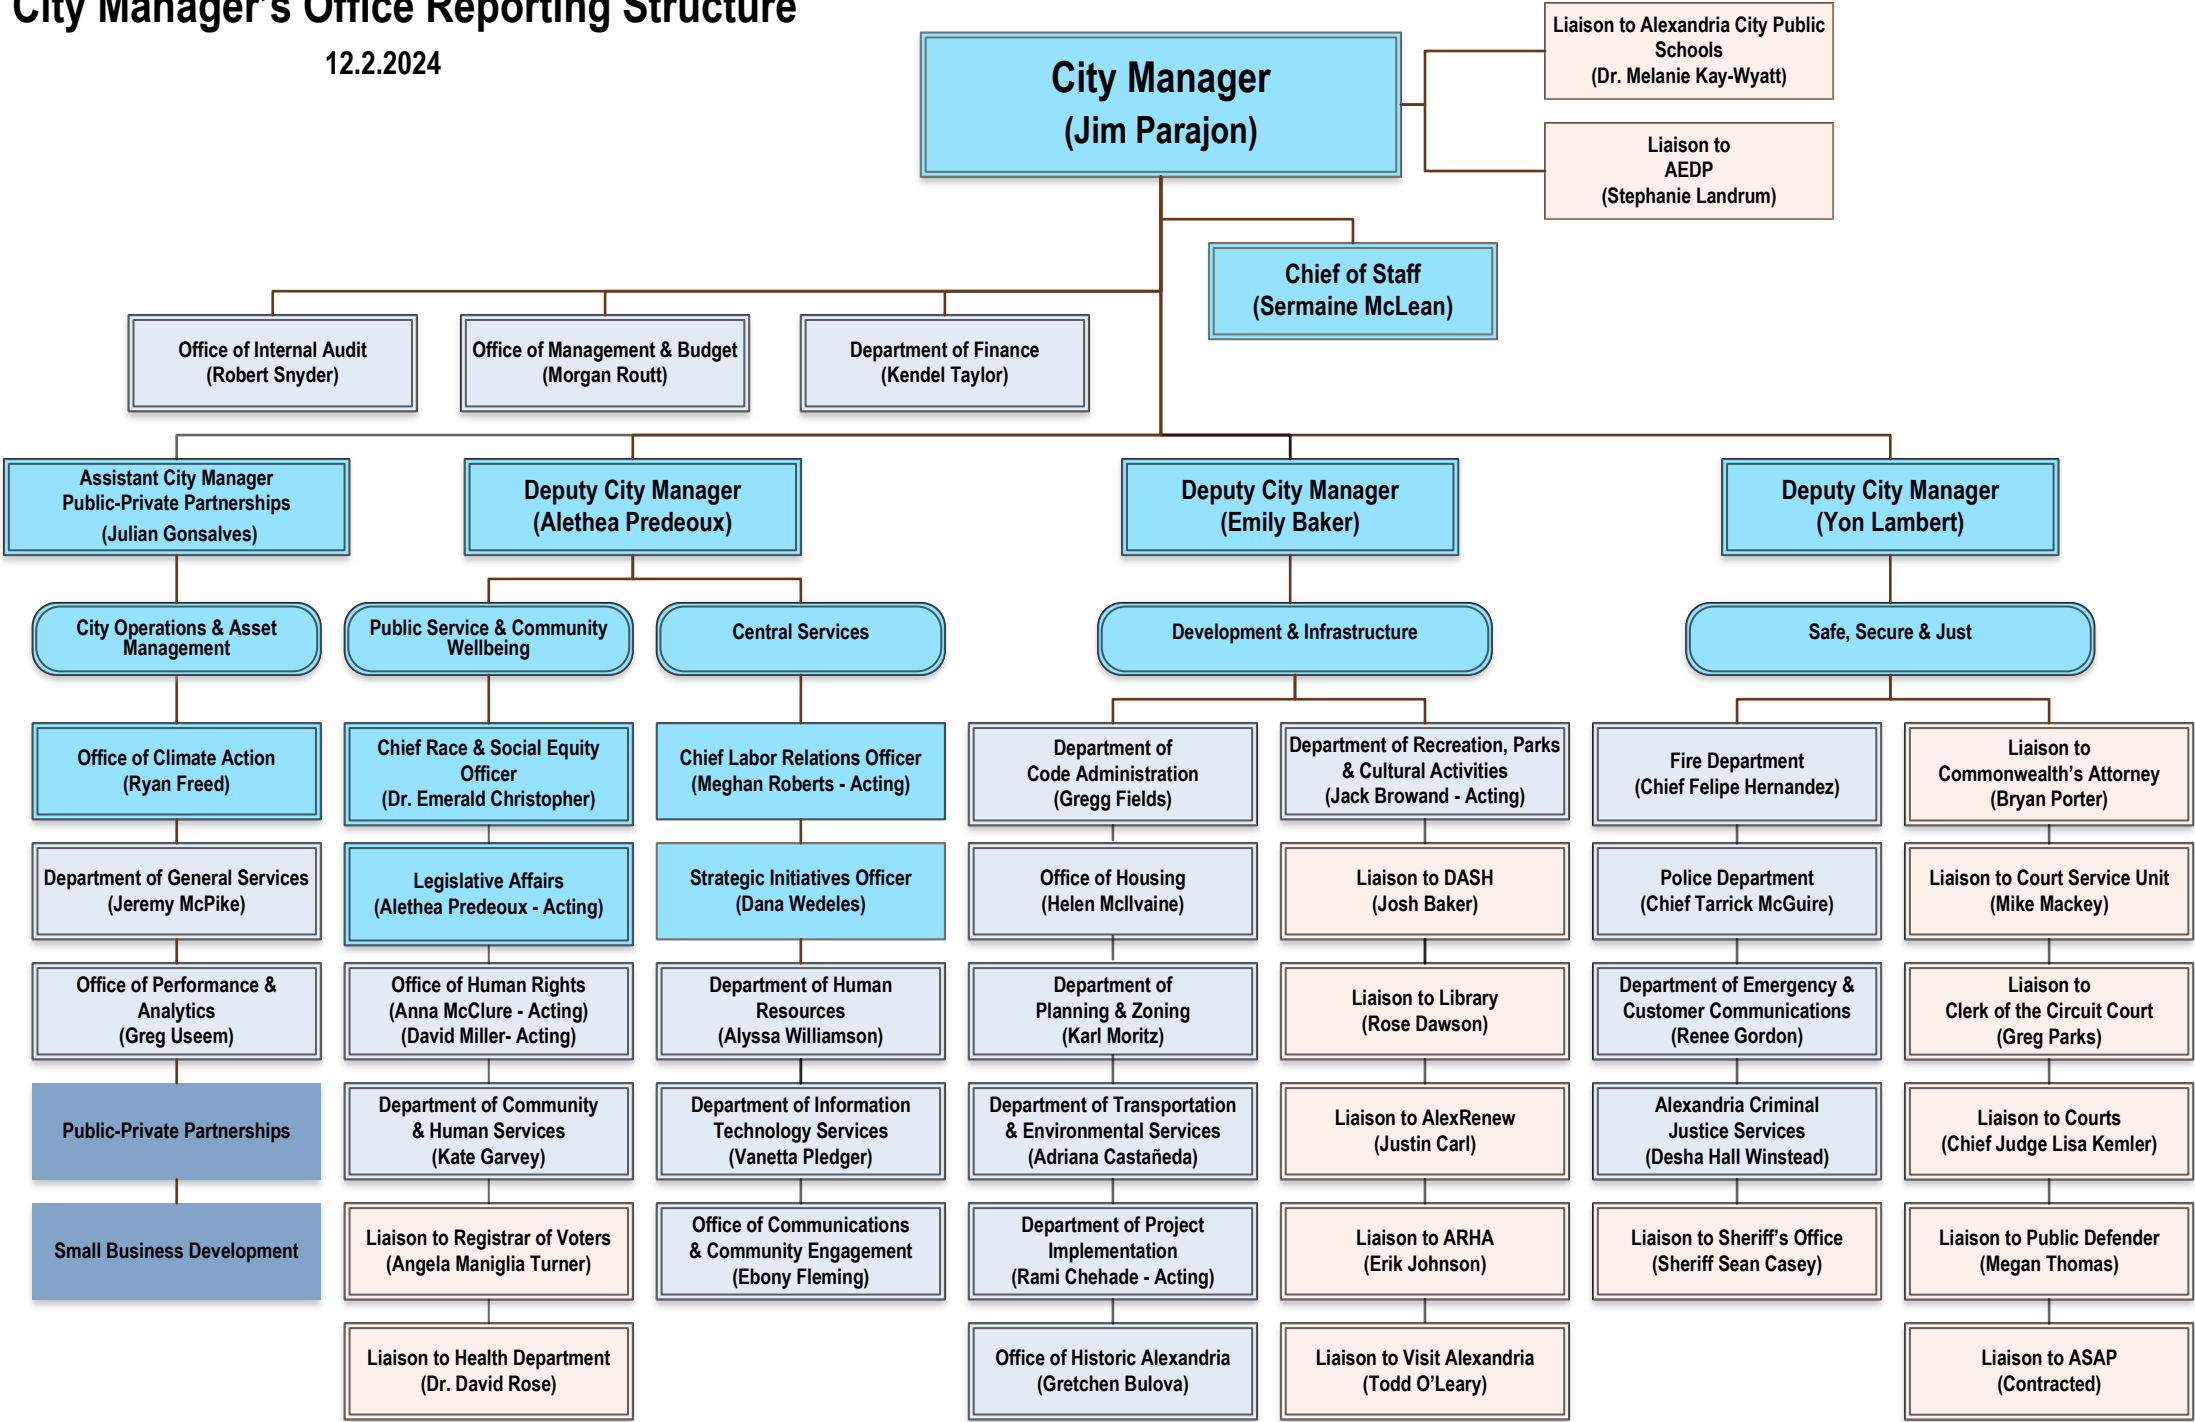 City Manager's Office Reporting Structure
12.2.2024
City Manager
(Jim Parajon)
Liaison to Alexandria City Public
Schools
(Dr. Melanie Kay-Wyatt)
Liaison to
AEDP
(Stephanie Landrum)
Chief of Staff
(Sermaine McLean)
Office of Internal Audit
(Robert Snyder)
Office of Management & Budget
(Morgan Routt)
Department of Finance
(Kendel Taylor)
Assistant City Manager
Public-Private Partnerships
(Julian Gonsalves)
Deputy City Manager
(Alethea Predeoux)
Deputy City Manager
(Emily Baker)
Deputy City Manager
(Yon Lambert)
City Operations & Asset
Management
Public Service & Community
Wellbeing
Central Services
Development & Infrastructure
Safe, Secure & Just
Office of Climate Action
(Ryan Freed)
Department of General Services
(Jeremy McPike)
Office of Performance &
Analytics
(Greg Useem)
Public-Private Partnerships
Small Business Development
Chief Race & Social Equity
Officer
(Dr. Emerald Christopher)
Legislative Affairs
(Alethea Predeoux - Acting)
Office of Human Rights
(Anna McClure - Acting)
(David Miller- Acting)
Department of Community
& Human Services
(Kate Garvey)
Liaison to Registrar of Voters
(Angela Maniglia Turner)
Liaison to Health Department
(Dr. David Rose)
Chief Labor Relations Officer
(Meghan Roberts - Acting)
Strategic Initiatives Officer
(Dana Wedeles)
Department of Human
Resources
(Alyssa Williamson)
Department of Information
Technology Services
(Vanetta Pledger)
Office of Communications
& Community Engagement
(Ebony Fleming)
Department of
Code Administration
(Gregg Fields)
Office of Housing
(Helen McIlvaine)
Department of
Planning & Zoning
(Karl Moritz)
Department of Transportation
& Environmental Services
(Adriana Castañeda)
Department of Project
Implementation
(Rami Chehade - Acting)
Office of Historic Alexandria
(Gretchen Bulova)
Department of Recreation, Parks
& Cultural Activities
(Jack Browand - Acting)
Liaison to DASH
(Josh Baker)
Liaison to Library
(Rose Dawson)
Liaison to AlexRenew
(Justin Carl)
Liaison to ARHA
(Erik Johnson)
Liaison to Visit Alexandria
(Todd O'Leary)
Fire Department
(Chief Felipe Hernandez)
Police Department
(Chief Tarrick McGuire)
Department of Emergency &
Customer Communications
(Renee Gordon)
Alexandria Criminal
Justice Services
(Desha Hall Winstead)
Liaison to Sheriff's Office
(Sheriff Sean Casey)
Liaison to
Commonwealth's Attorney
(Bryan Porter)
Liaison to Court Service Unit
(Mike Mackey)
Liaison to
Clerk of the Circuit Court
(Greg Parks)
Liaison to Courts
(Chief Judge Lisa Kemler)
Liaison to Public Defender
(Megan Thomas)
Liaison to ASAP
(Contracted)